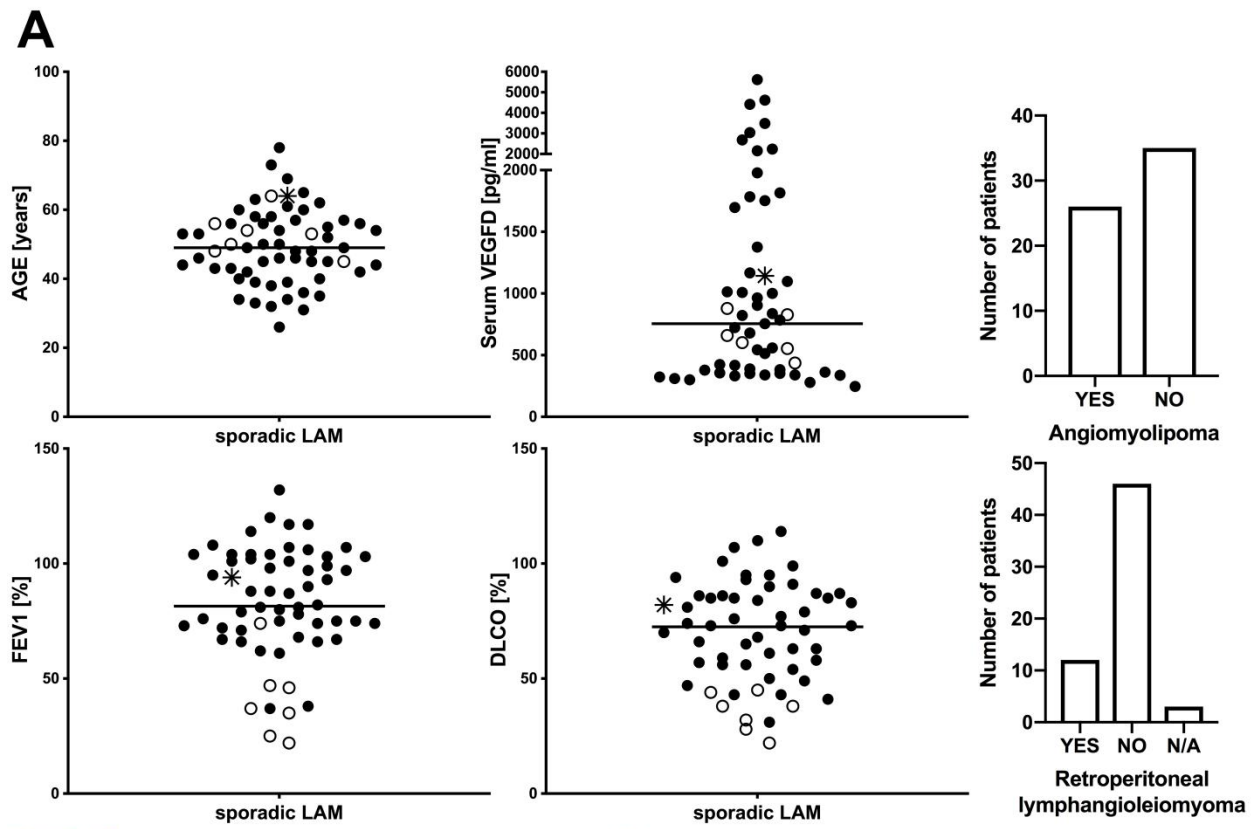 A
AGE [years]
100
80
60
40
20
0
sporadic LAM
Serum VEGFD [pg/ml]
6000
5000
4000
3000
2000
2000
1500
1000
500
0
sporadic LAM
Number of patients
40
30
20
10
0
YES NO
Angiomyolipoma
FEV1 [%]
150
100
50
0
sporadic LAM
DLCO [%]
150
100
50
0
sporadic LAM
Number of patients
50
40
30
20
10
0
YES NO N/A
Retroperitoneal
lymphangioleiomyoma